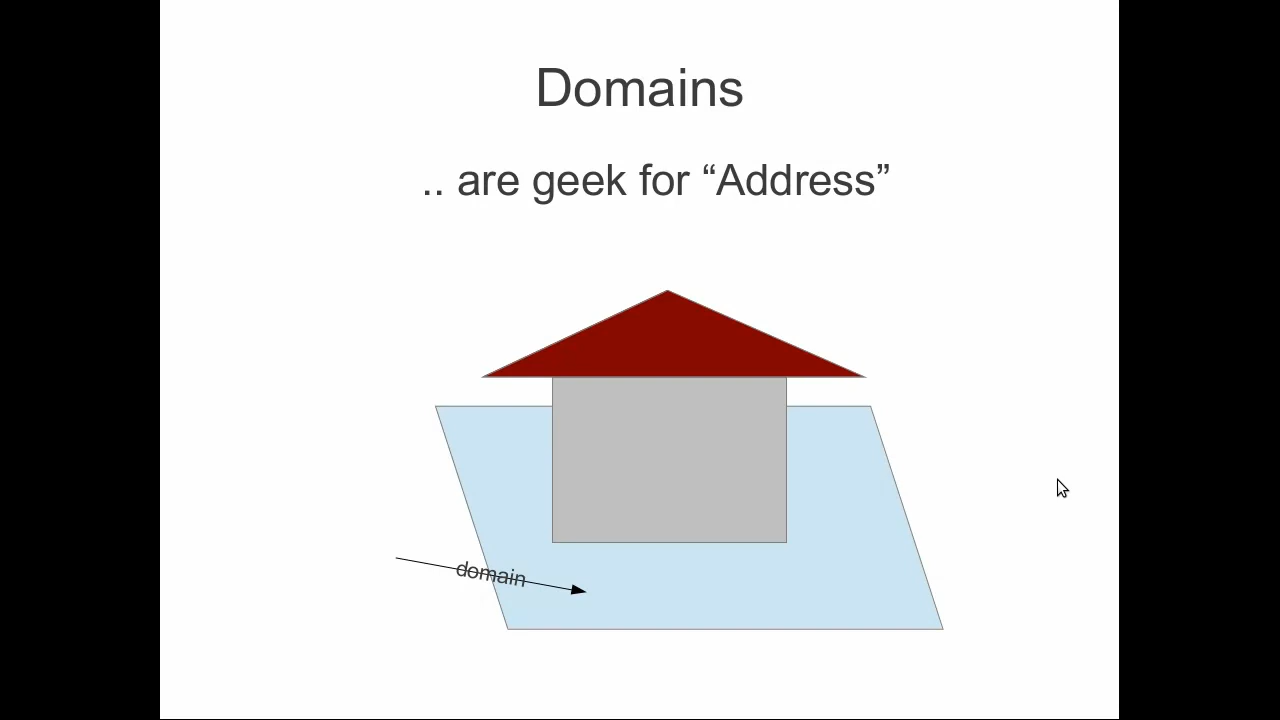 Domains
.. are geek for “Address”
domain